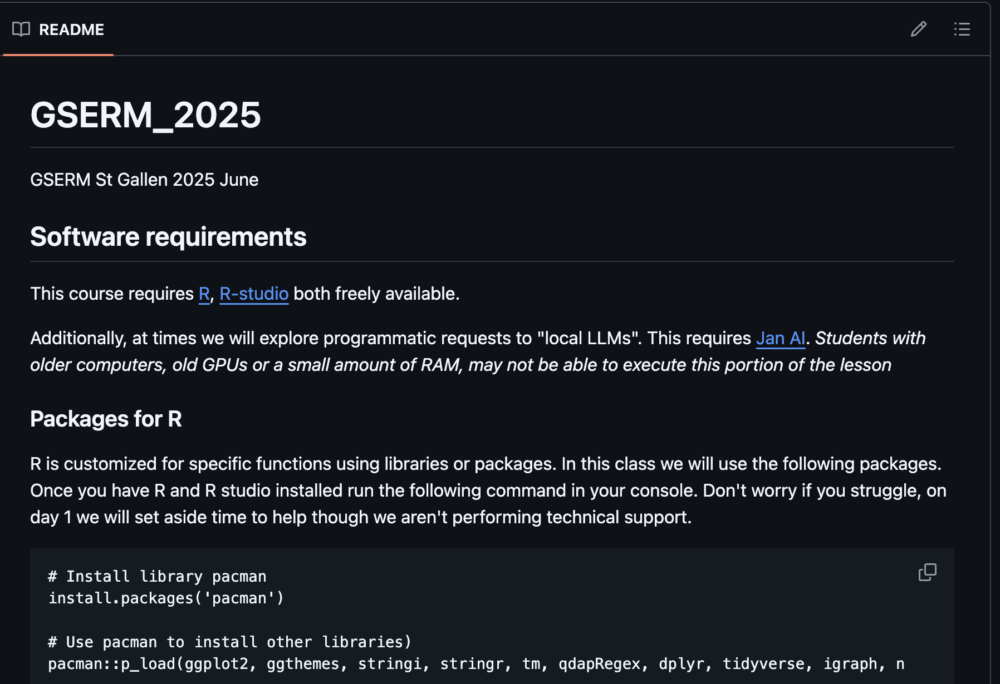 README
GSERM_2025
GSERM St Gallen 2025 June
Software requirements
This course requires R, R-studio both freely available.
Additionally, at times we will explore programmatic requests to "local LLMs". This requires Jan AI. Students with
older computers, old GPUs or a small amount of RAM, may not be able to execute this portion of the lesson
Packages for R
R is customized for specific functions using libraries or packages. In this class we will use the following packages.
Once you have R and R studio installed run the following command in your console. Don't worry if you struggle, on
day 1 we will set aside time to help though we aren't performing technical support.
# Install library pacman
install.packages('pacman')
# Use pacman to install other libraries)
pacman::p_load(ggplot2, ggthemes, stringi, stringr, tm, qdapRegex, dplyr, tidyverse, igraph, n